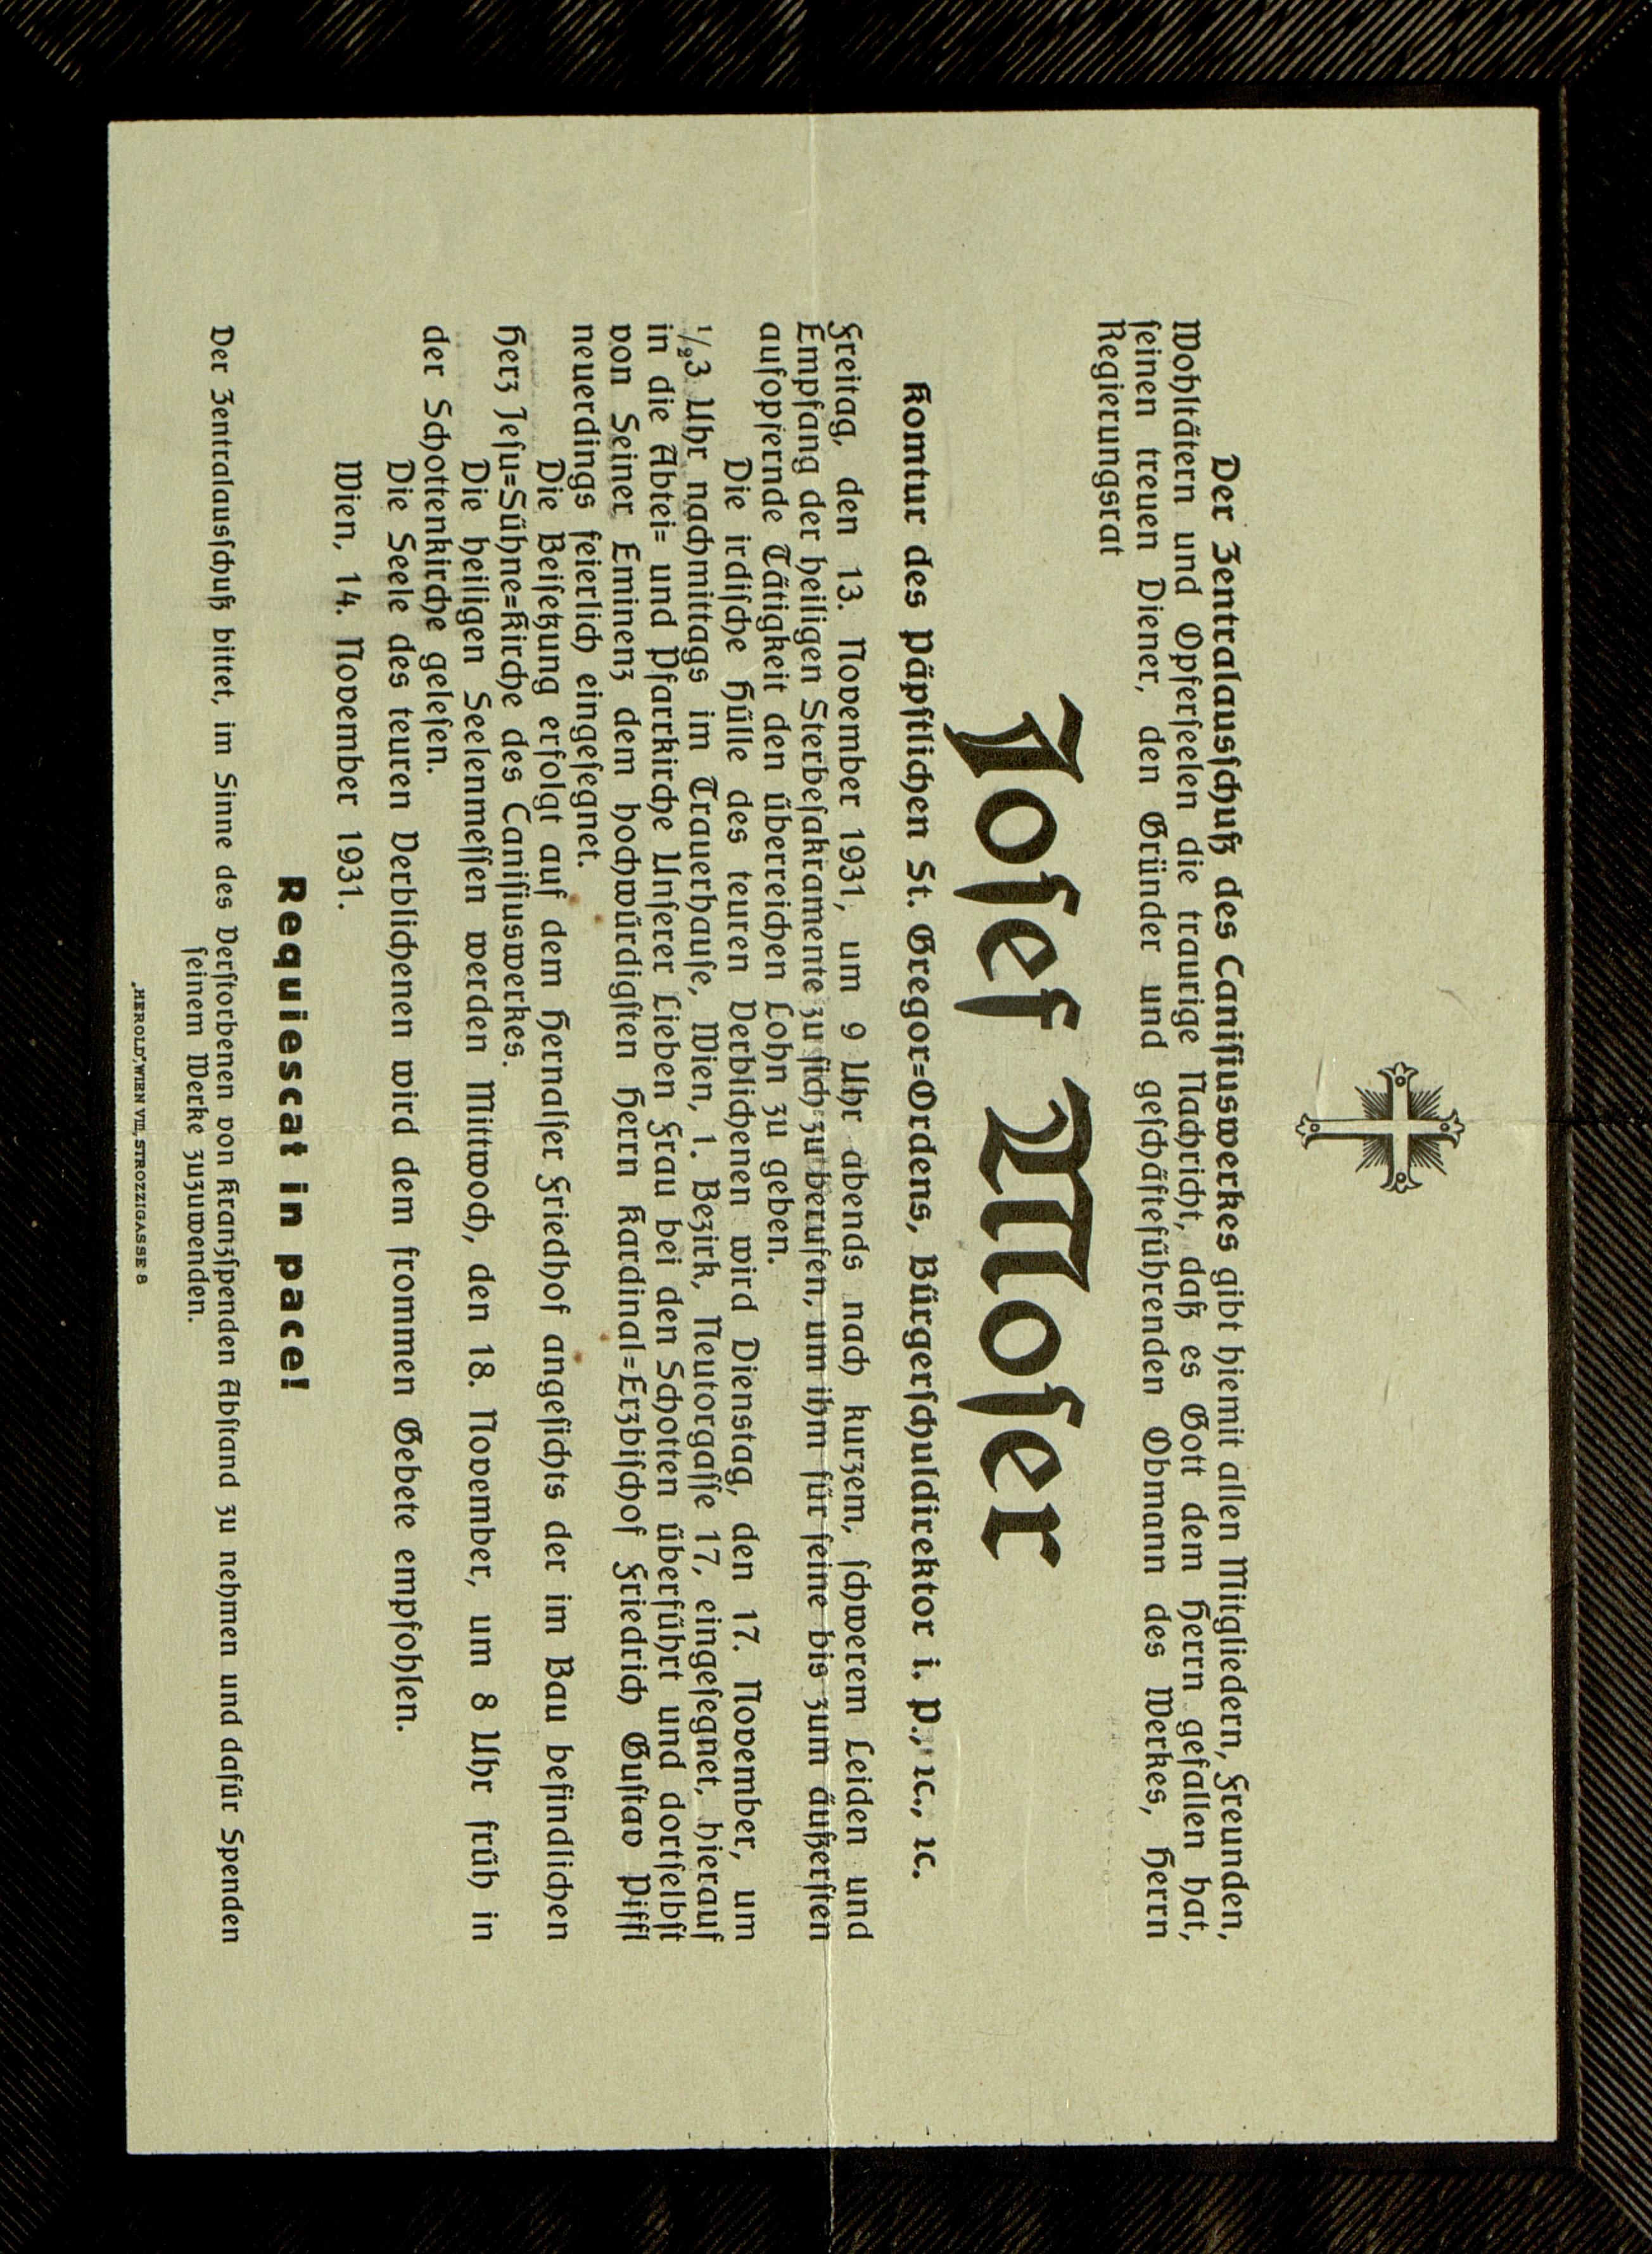 Der Zentralausschuß des Canisiuswerkes gibt hiemit allen Mitgliedern, Freunden,
Wohltätern und Opferseelen die traurige Nachricht, daß es Gott dem Herrn gefallen hat,
seinen treuen Diener, den Gründer und geschäfteführenden Obmann des Werkes, Herrn
Regierungsrat
Josef Moser
Komtur des päpstlichen St. Gregor=Ordens, Bürgerschuldirektor i. P., ꝛc., ꝛc.
Freitag, den 13. November 1931, um 9 Uhr abends nach kurzem, schwerem Leiden und
Empfang der heiligen Sterbesakramente zu sich zu berufen, um ihm für seine bis zum äußersten
aufopfernde Tätigkeit den überreichen Lohn zu geben.
Die irdische Hülle des teuren Verblichenen wird Dienstag, den 17. November, um
½3 Uhr nachmittags im Trauerhause, Wien, 1. Bezirk, Neutorgasse 17, eingesegnet, hierauf
in die Abtei= und Pfarrkirche Unserer Lieben Frau bei den Schotten überführt und dortselbst
von Seiner Eminenz dem hochwürdigsten Herrn Kardinal=Erzbischof Friedrich Gustav Piffl
neuerdings feierlich eingesegnet.
Die Beisetzung erfolgt auf dem Hernalser Friedhof angesichts der im Bau befindlichen
Herz Jesu=Sühne=Kirche des Canisiuswerkes.
Die heiligen Seelenmessen werden Mittwoch, den 18. November, um 8 Uhr früh in
der Schottenkirche gelesen.
Die Seele des teuren Verblichenen wird dem frommen Gebete empfohlen.
Wien, 14. November 1931.
Requiescat in pace!
Der Zentralausschuß bittet, im Sinne des Verstorbenen von Kranzspenden Abstand zu nehmen und dafür Spenden
seinem Werke zuzuwenden.
„HEROLD", WIEN VIII., STROZZIGASSE 8